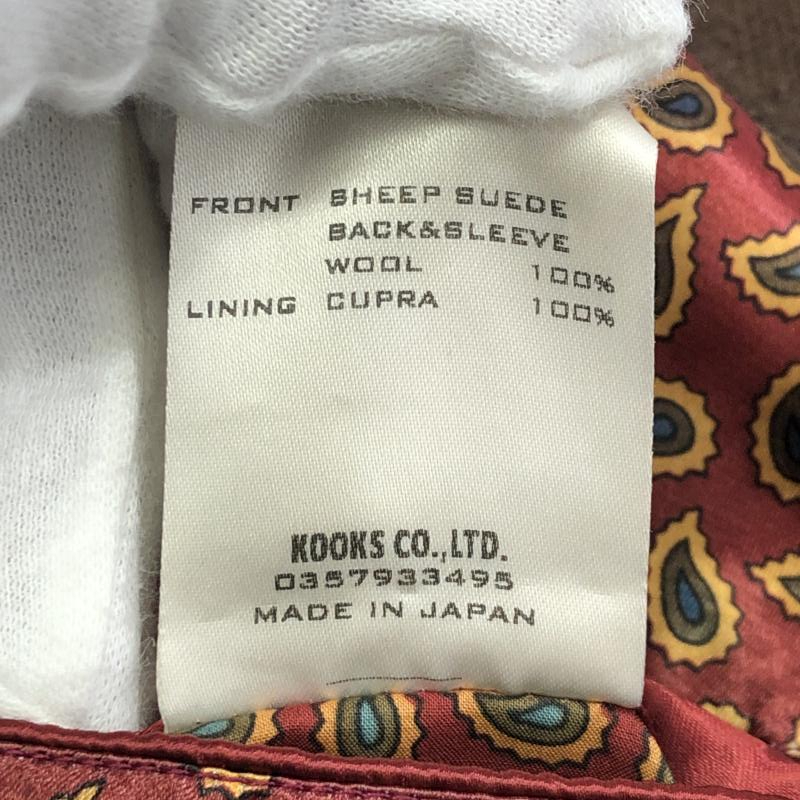 FRONT SHEEP SUEDE
BACK&SLEEVE
WOOL 100%
LINING CUPRA 100%
KOOKS CO.,LTD.
0357933495
MADE IN JAPAN